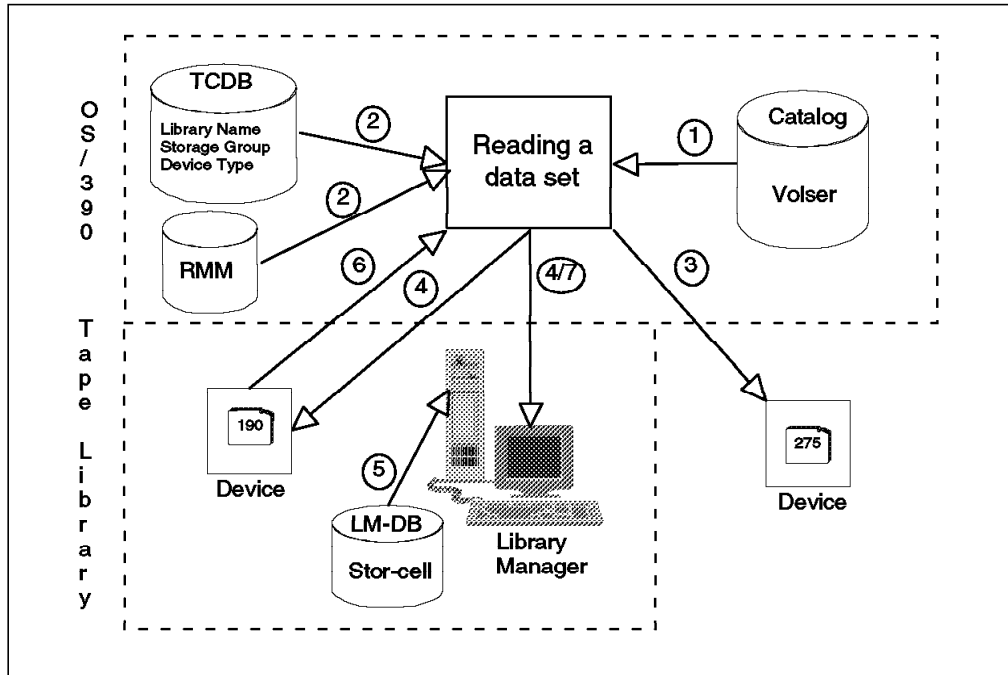 OS/390
TCDB
Library Name
Storage Group
Device Type
2
Reading a
data set
1
Catalog
Volser
2
RMM
6
4
4/7
3
Tape Library
190
Device
5
LM-DB
Stor-cell
Library
Manager
275
Device